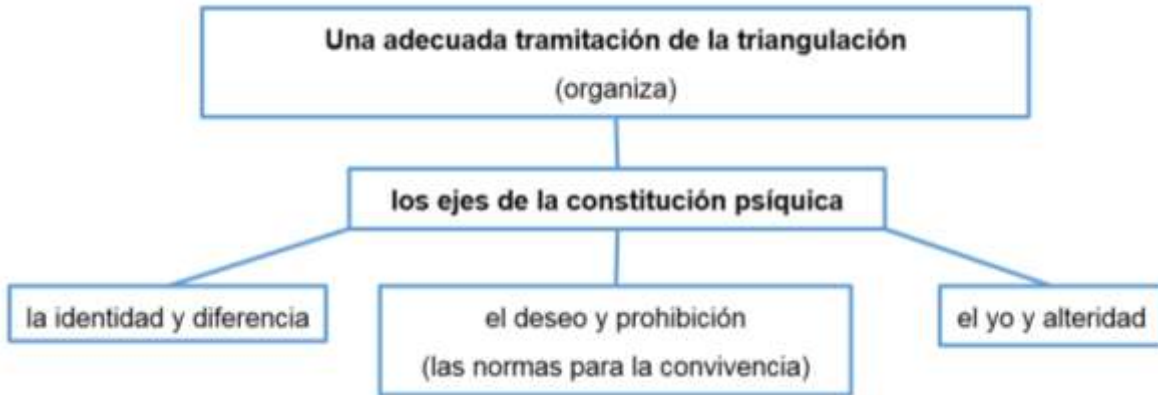 Una adecuada tramitación de la triangulación
(organiza)
los ejes de la constitución psíquica
la identidad y diferencia
el deseo y prohibición
(las normas para la convivencia)
el yo y alteridad